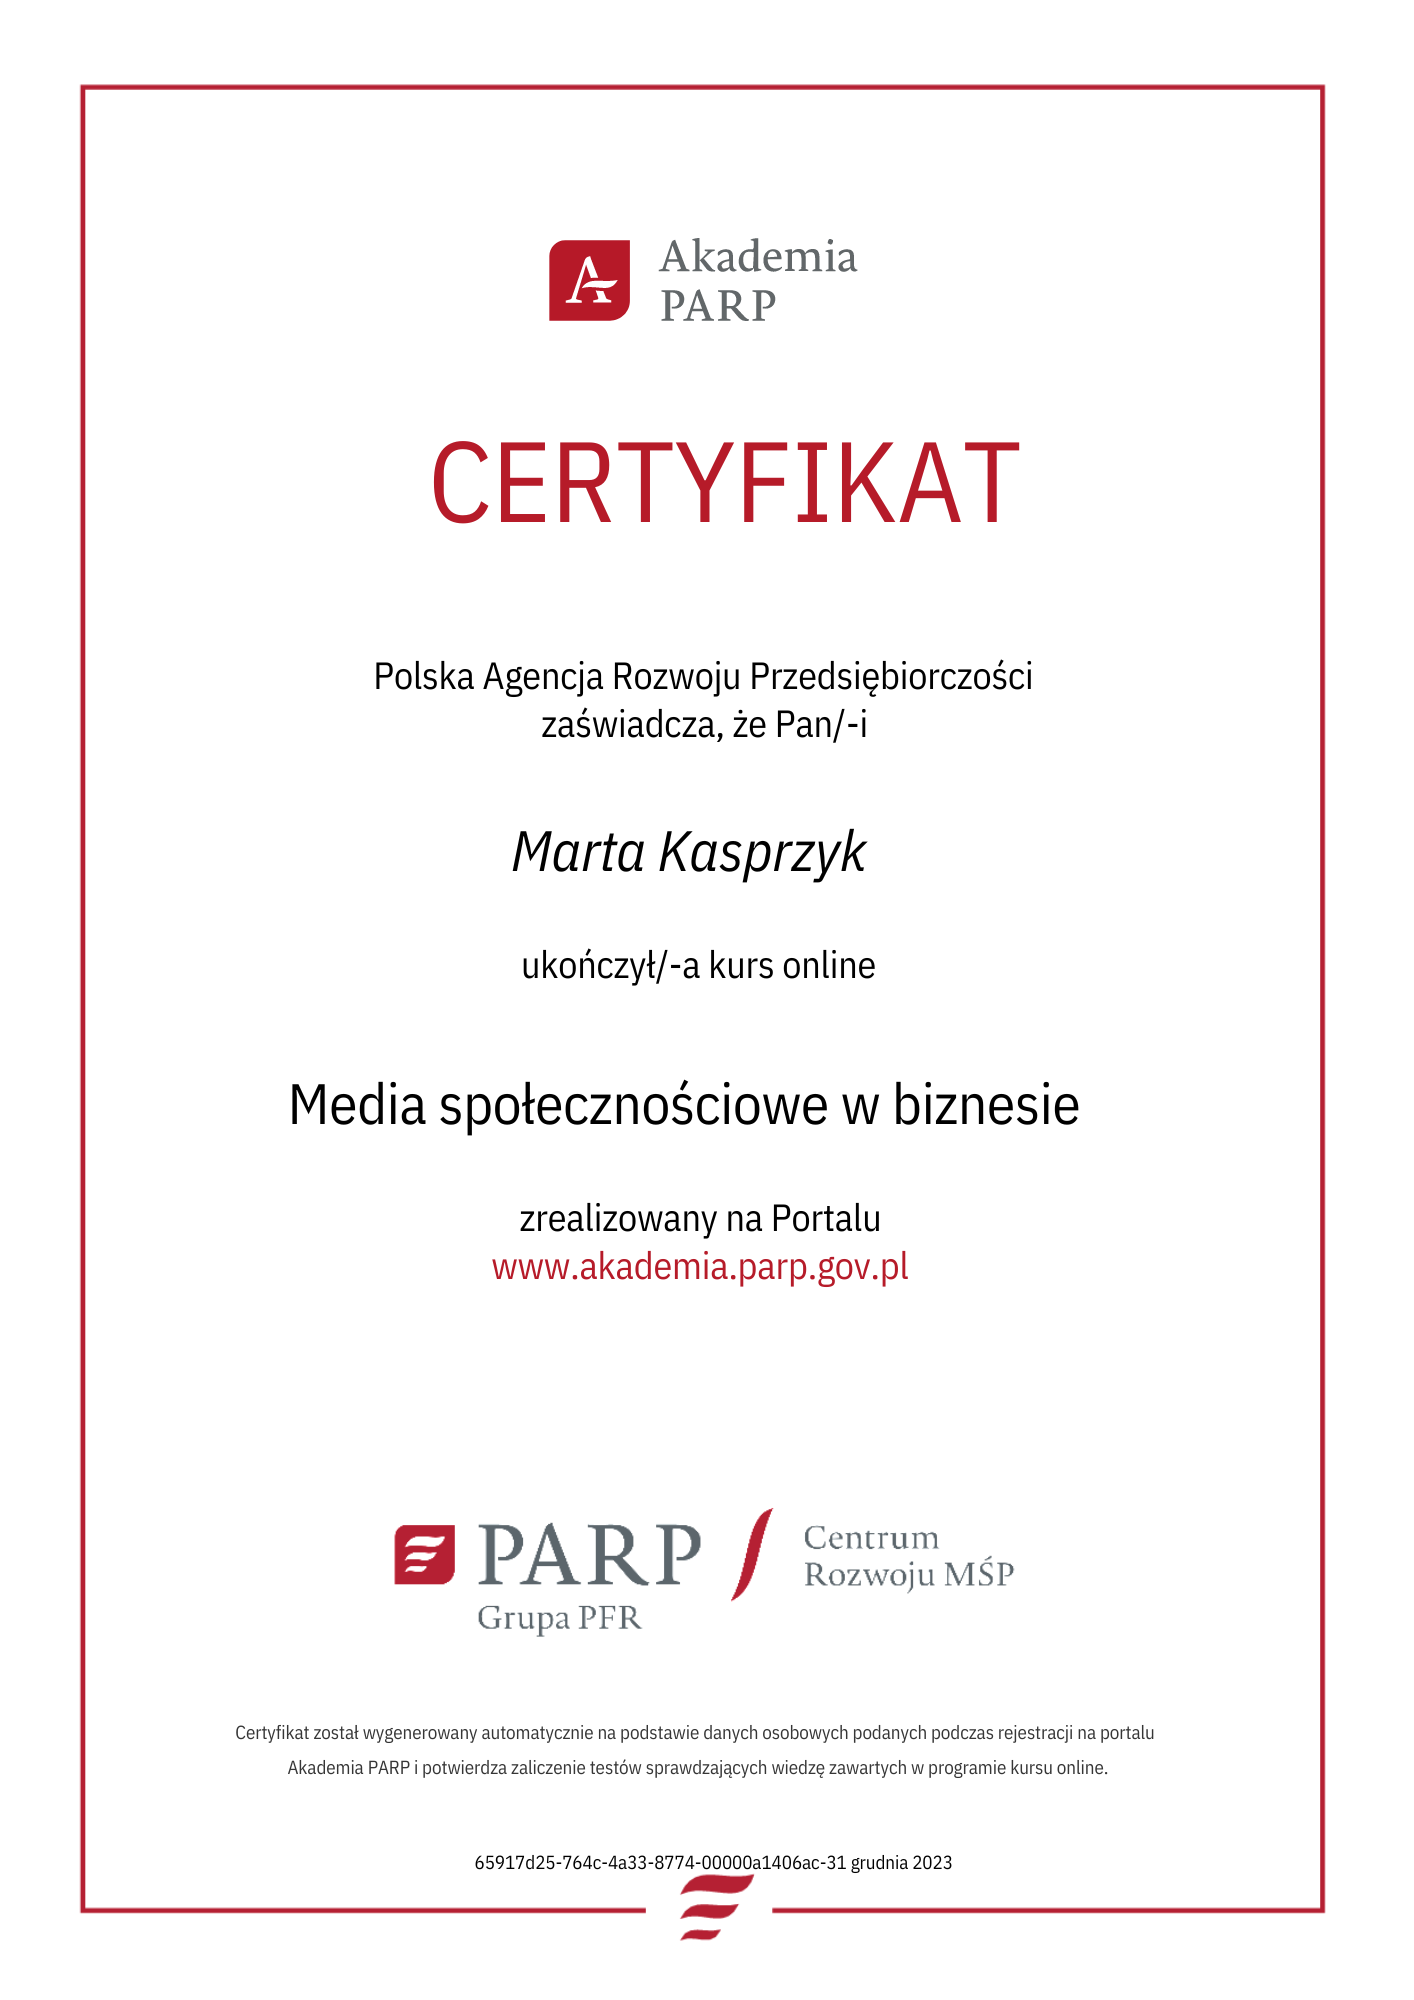 Akademia
PARP
CERTYFIKAT
Polska Agencja Rozwoju Przedsiębiorczości
zaświadcza, że Pan/-i
Marta Kasprzyk
ukończył/-a kurs online
Media społecznościowe w biznesie
zrealizowany na Portalu
www.akademia.parp.gov.pl
PARP
Grupa PFR
Centrum
Rozwoju MŚP
Certyfikat został wygenerowany automatycznie na podstawie danych osobowych podanych podczas rejestracji na portalu
Akademia PARP i potwierdza zaliczenie testów sprawdzających wiedzę zawartych w programie kursu online.
65917d25-764c-4a33-8774-00000a1406ac-31 grudnia 2023